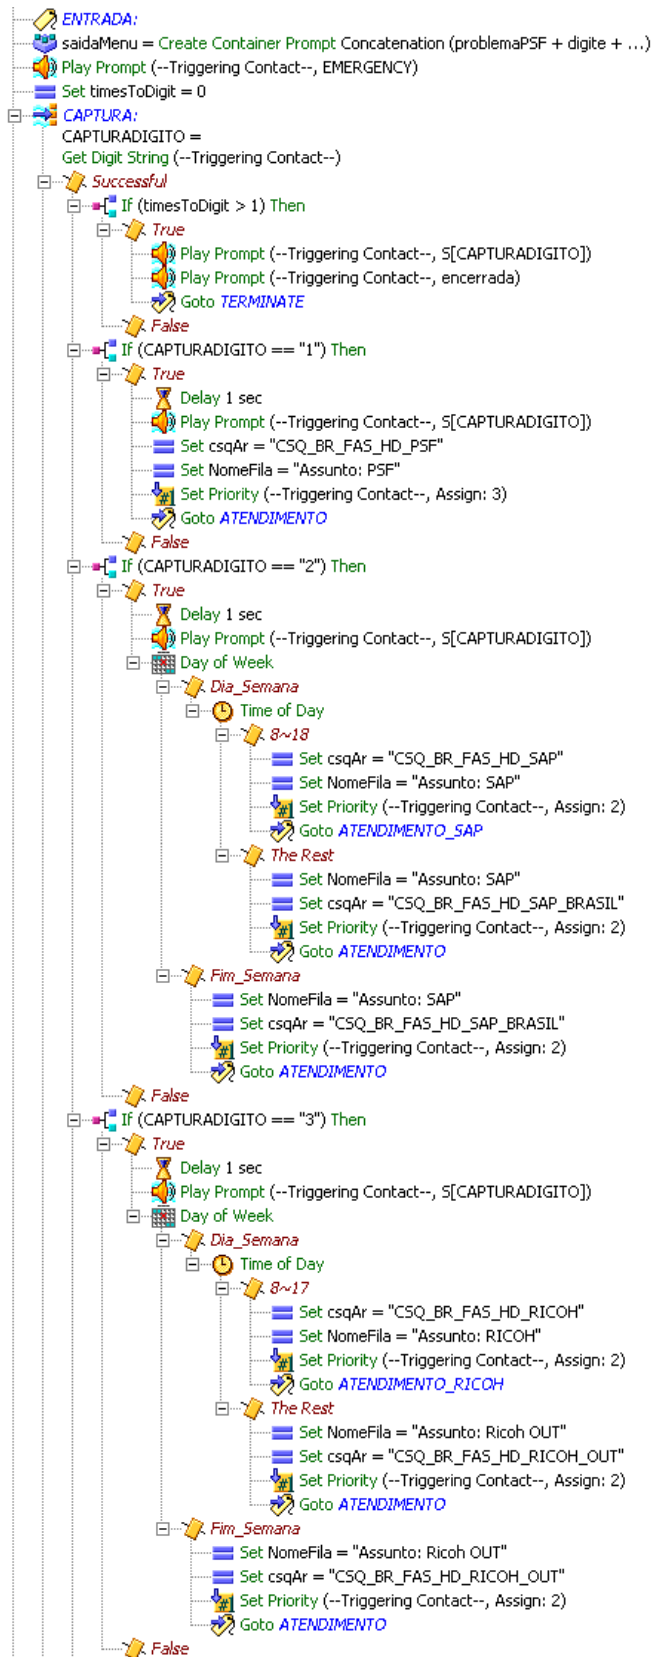 ENTRADA:
saidaMenu = Create Container Prompt Concatenation (problemaPSF + digite + ...)
Play Prompt (--Triggering Contact--, EMERGENCY)
Set timesToDigit = 0
CAPTURA:
CAPTURADIGITO =
Get Digit String (--Triggering Contact--)
Successful
If (timesToDigit > 1) Then
True
Play Prompt (--Triggering Contact--, S[CAPTURADIGITO])
Play Prompt (--Triggering Contact--, encerrada)
Goto TERMINATE
False
If (CAPTURADIGITO == "1") Then
True
Delay 1 sec
Play Prompt (--Triggering Contact--, S[CAPTURADIGITO])
Set csqAr = "CSQ_BR_FAS_HD_PSF"
Set NomeFila = "Assunto: PSF"
Set Priority (--Triggering Contact--, Assign: 3)
Goto ATENDIMENTO
False
If (CAPTURADIGITO == "2") Then
True
Delay 1 sec
Play Prompt (--Triggering Contact--, S[CAPTURADIGITO])
Day of Week
Dia_Semana
Time of Day
8~18
Set csqAr = "CSQ_BR_FAS_HD_SAP"
Set NomeFila = "Assunto: SAP"
Set Priority (--Triggering Contact--, Assign: 2)
Goto ATENDIMENTO_SAP
The Rest
Set NomeFila = "Assunto: SAP"
Set csqAr = "CSQ_BR_FAS_HD_SAP_BRASIL"
Set Priority (--Triggering Contact--, Assign: 2)
Goto ATENDIMENTO
Fim_Semana
Set NomeFila = "Assunto: SAP"
Set csqAr = "CSQ_BR_FAS_HD_SAP_BRASIL"
Set Priority (--Triggering Contact--, Assign: 2)
Goto ATENDIMENTO
False
If (CAPTURADIGITO == "3") Then
True
Delay 1 sec
Play Prompt (--Triggering Contact--, S[CAPTURADIGITO])
Day of Week
Dia_Semana
Time of Day
8~17
Set csqAr = "CSQ_BR_FAS_HD_RICOH"
Set NomeFila = "Assunto: RICOH"
Set Priority (--Triggering Contact--, Assign: 2)
Goto ATENDIMENTO_RICOH
The Rest
Set NomeFila = "Assunto: Ricoh OUT"
Set csqAr = "CSQ_BR_FAS_HD_RICOH_OUT"
Set Priority (--Triggering Contact--, Assign: 2)
Goto ATENDIMENTO
Fim_Semana
Set NomeFila = "Assunto: Ricoh OUT"
Set csqAr = "CSQ_BR_FAS_HD_RICOH_OUT"
Set Priority (--Triggering Contact--, Assign: 2)
Goto ATENDIMENTO
False